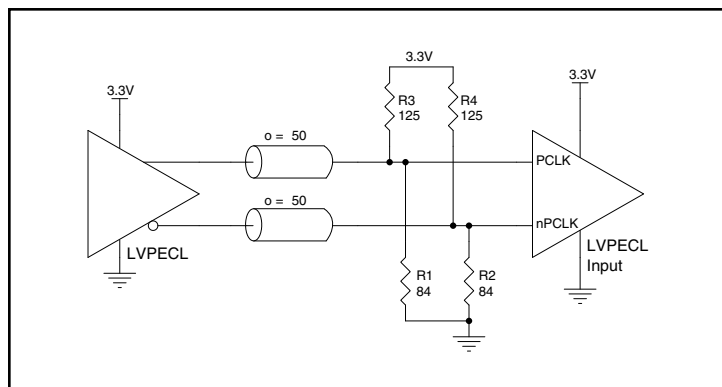 3.3V
3.3V
3.3V
R3
125
R4
125
o = 50
o = 50
PCLK
nPCLK
LVPECL
LVPECL
Input
R1
84
R2
84